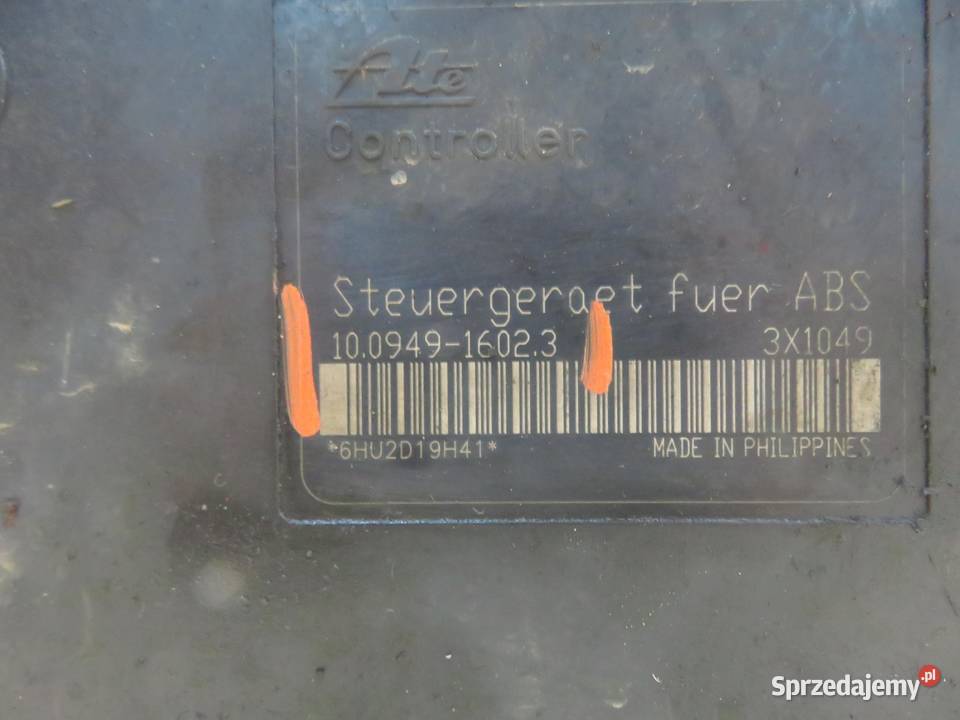 Ate
Controller
Steuergeraet fuer ABS
10.0949-1602.3 3X1049
*6HU2D19H41*
MADE IN PHILIPPINES
Sprzedajemy.pl